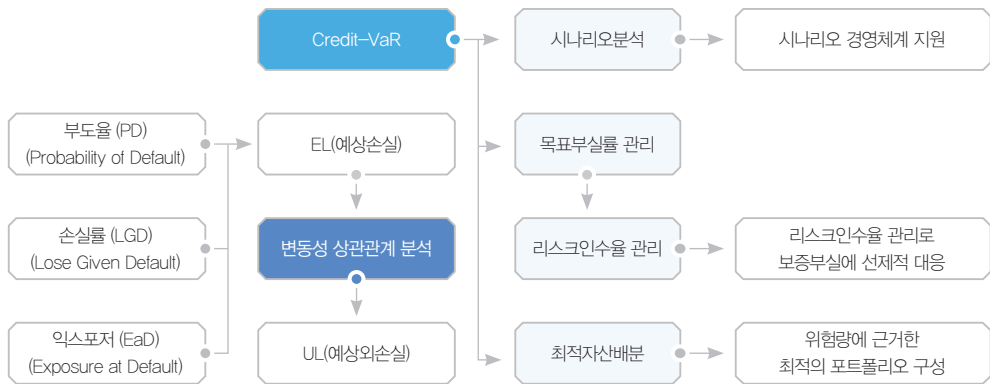 Credit-VaR
시나리오분석
시나리오 경영체계 지원
부도율 (PD)
(Probability of Default)
EL(예상손실)
목표부실률 관리
손실률 (LGD)
(Lose Given Default)
변동성 상관관계 분석
리스크인수율 관리
리스크인수율 관리로
보증부실에 선제적 대응
익스포저 (EaD)
(Exposure at Default)
UL(예상외손실)
최적자산배분
위험량에 근거한
최적의 포트폴리오 구성